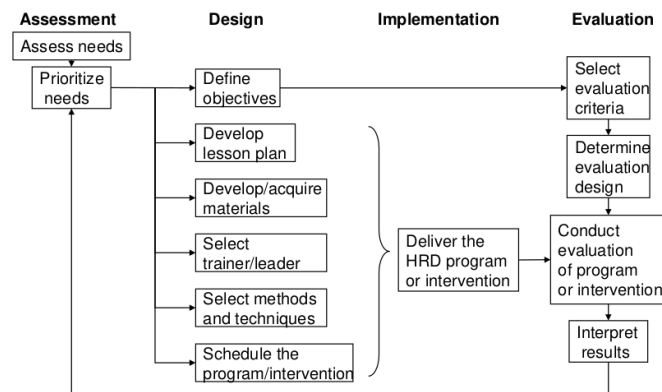 Assessment
Design
Implementation
Evaluation
Assess needs
Prioritize
needs
Define
objectives
Develop
lesson plan
Develop/acquire
materials
Select
trainer/leader
Select methods
and techniques
Schedule the
program/intervention
Deliver the
HRD program
or intervention
Select
evaluation
criteria
Determine
evaluation
design
Conduct
evaluation
of program
or intervention
Interpret
results